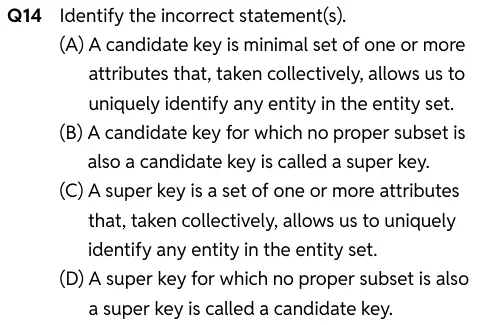 Q14 Identify the incorrect statement(s).
(A) A candidate key is minimal set of one or more
attributes that, taken collectively, allows us to
uniquely identify any entity in the entity set.
(B) A candidate key for which no proper subset is
also a candidate key is called a super key.
(C) A super key is a set of one or more attributes
that, taken collectively, allows us to uniquely
identify any entity in the entity set.
(D) A super key for which no proper subset is also
a super key is called a candidate key.